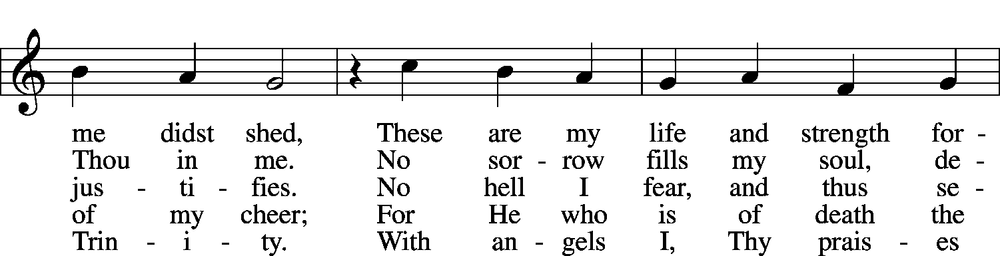 me didst shed, These are my life and strength for -
Thou in me. No sor - row fills my soul, de -
jus - ti - fies. No hell I fear, and thus se -
of my cheer; For He who is of death the
Trin - i - ty. With an - gels I, Thy prais - es